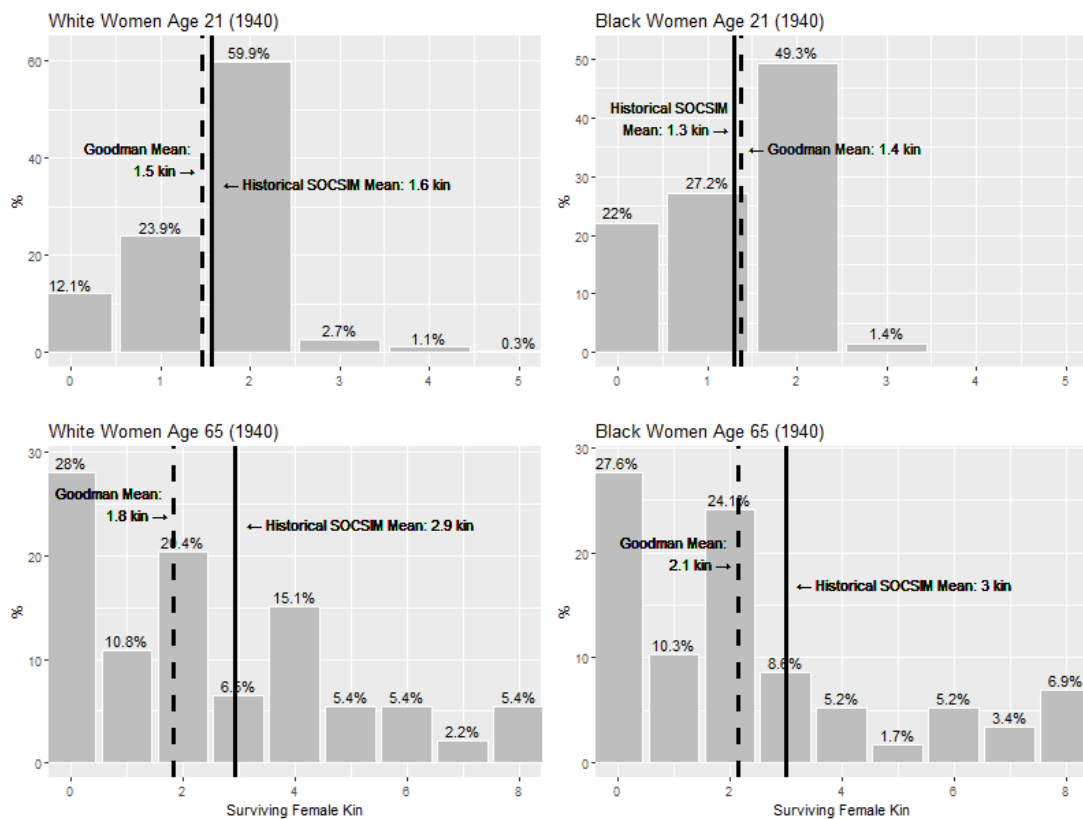 White Women Age 21 (1940)
60
40
20
0
%
12.1%
23.9%
59.9%
2.7%
1.1%
0.3%
Goodman Mean:
1.5 kin →
← Historical SOCSIM Mean: 1.6 kin
0 1 2 3 4 5
Black Women Age 21 (1940)
50
40
30
20
10
0
%
22%
27.2%
49.3%
1.4%
Historical SOCSIM
Mean: 1.3 kin →
← Goodman Mean: 1.4 kin
0 1 2 3 4 5
White Women Age 65 (1940)
30
20
10
0
%
28%
10.8%
20.4%
6.5%
15.1%
5.4%
5.4%
2.2%
5.4%
Goodman Mean:
1.8 kin →
← Historical SOCSIM Mean: 2.9 kin
0 2 4 6 8
Surviving Female Kin
Black Women Age 65 (1940)
30
20
10
0
%
27.6%
10.3%
24.1%
8.6%
5.2%
1.7%
5.2%
3.4%
6.9%
Goodman Mean:
2.1 kin →
← Historical SOCSIM Mean: 3 kin
0 2 4 6 8
Surviving Female Kin